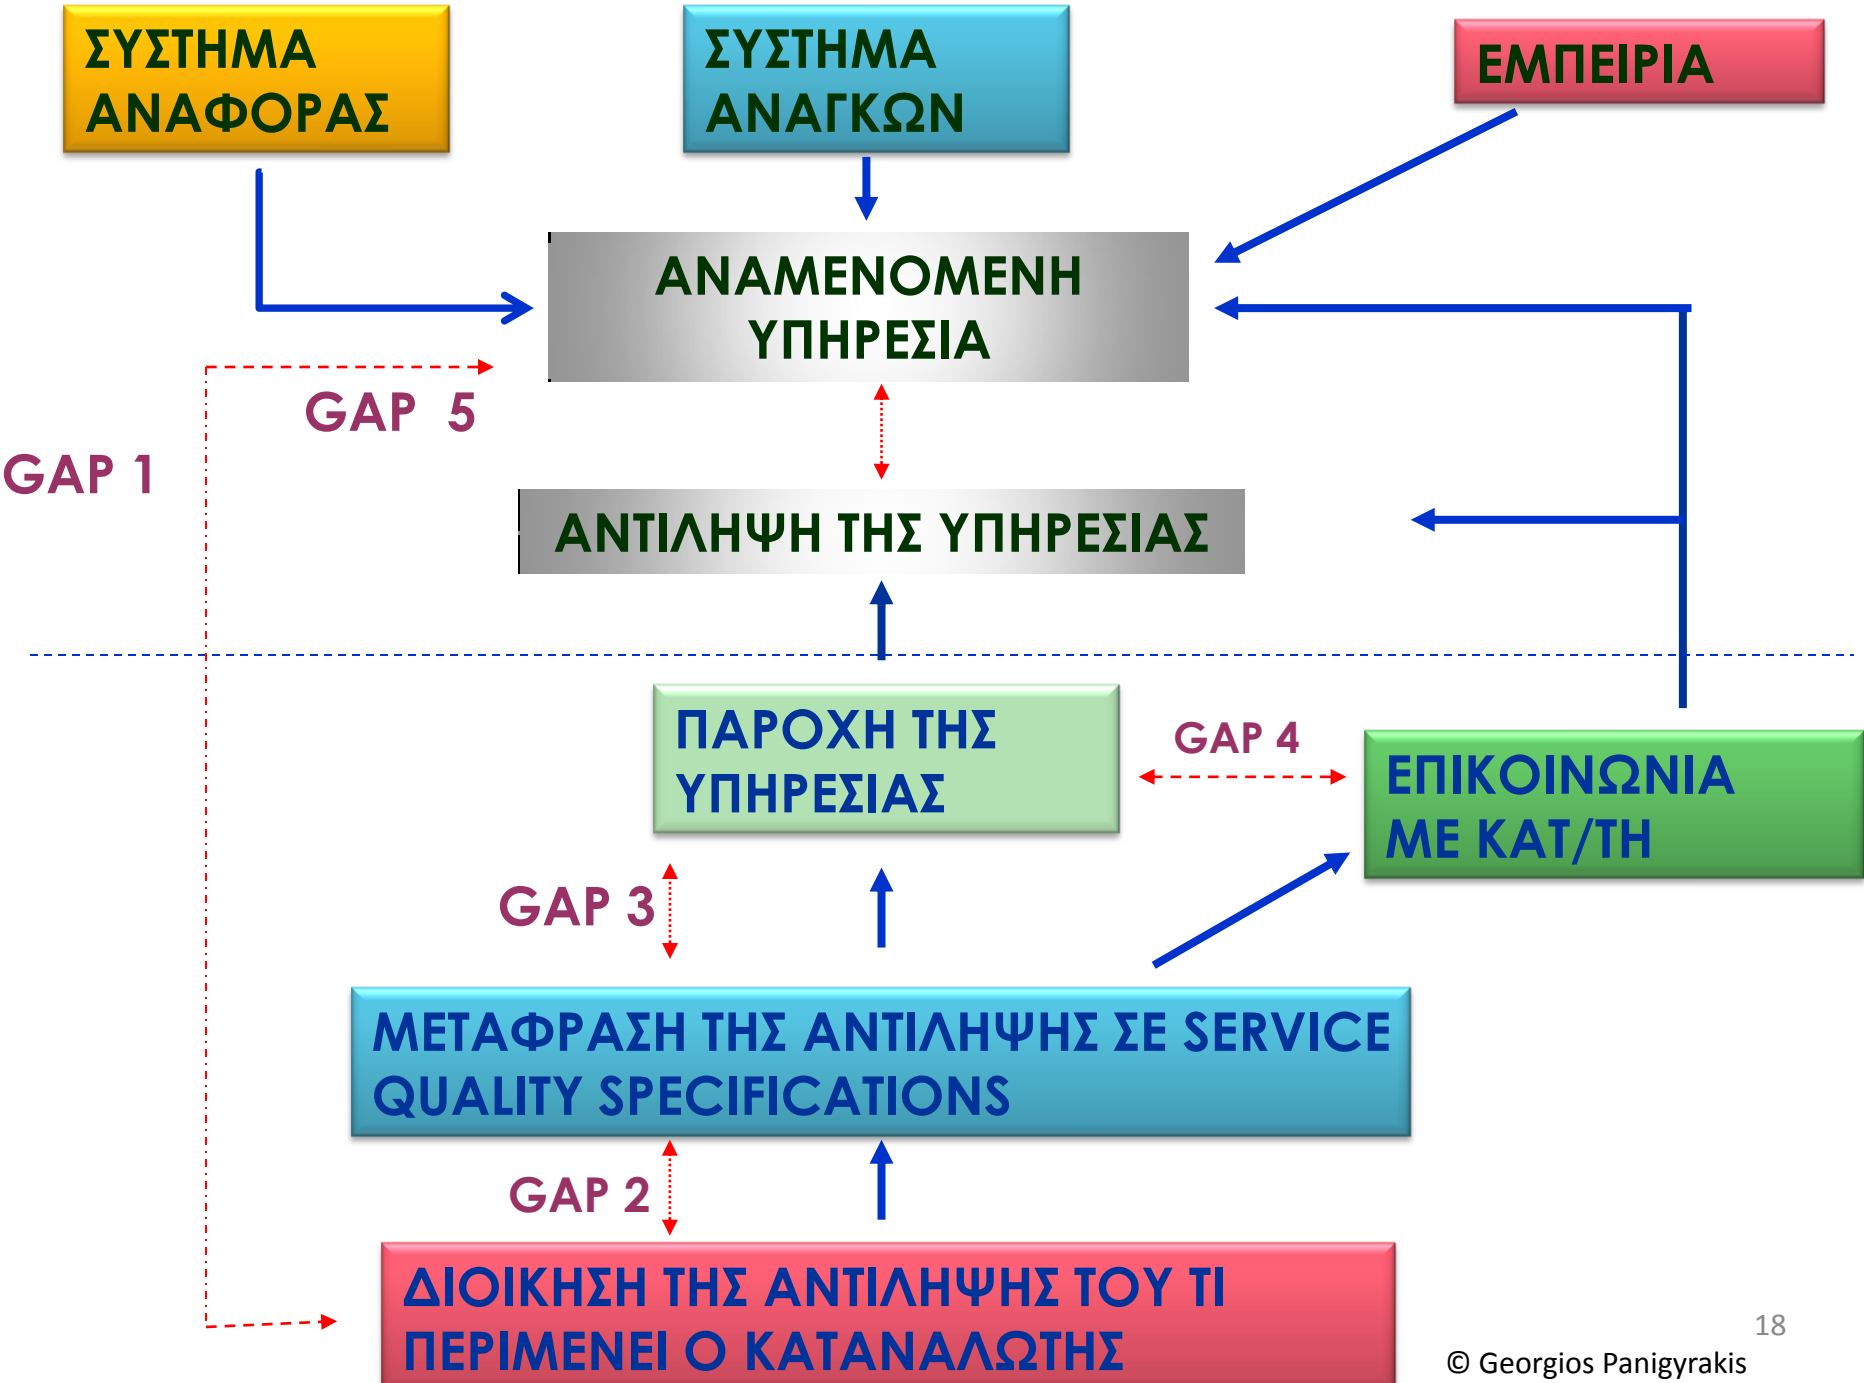 ΣΥΣΤΗΜΑ
ΑΝΑΦΟΡΑΣ
ΣΥΣΤΗΜΑ
ΑΝΑΓΚΩΝ
ΕΜΠΕΙΡΙΑ
ΑΝΑΜΕΝΟΜΕΝΗ
ΥΠΗΡΕΣΙΑ
GAP 5
GAP 1
ΑΝΤΙΛΗΨΗ ΤΗΣ ΥΠΗΡΕΣΙΑΣ
ΠΑΡΟΧΗ ΤΗΣ
ΥΠΗΡΕΣΙΑΣ
GAP 4
ΕΠΙΚΟΙΝΩΝΙΑ
ΜΕ ΚΑΤ/ΤΗ
GAP 3
ΜΕΤΑΦΡΑΣΗ ΤΗΣ ΑΝΤΙΛΗΨΗΣ ΣΕ SERVICE
QUALITY SPECIFICATIONS
GAP 2
ΔΙΟΙΚΗΣΗ ΤΗΣ ΑΝΤΙΛΗΨΗΣ ΤΟΥ ΤΙ
ΠΕΡΙΜΕΝΕΙ Ο ΚΑΤΑΝΑΛΩΤΗΣ
18
© Georgios Panigyrakis